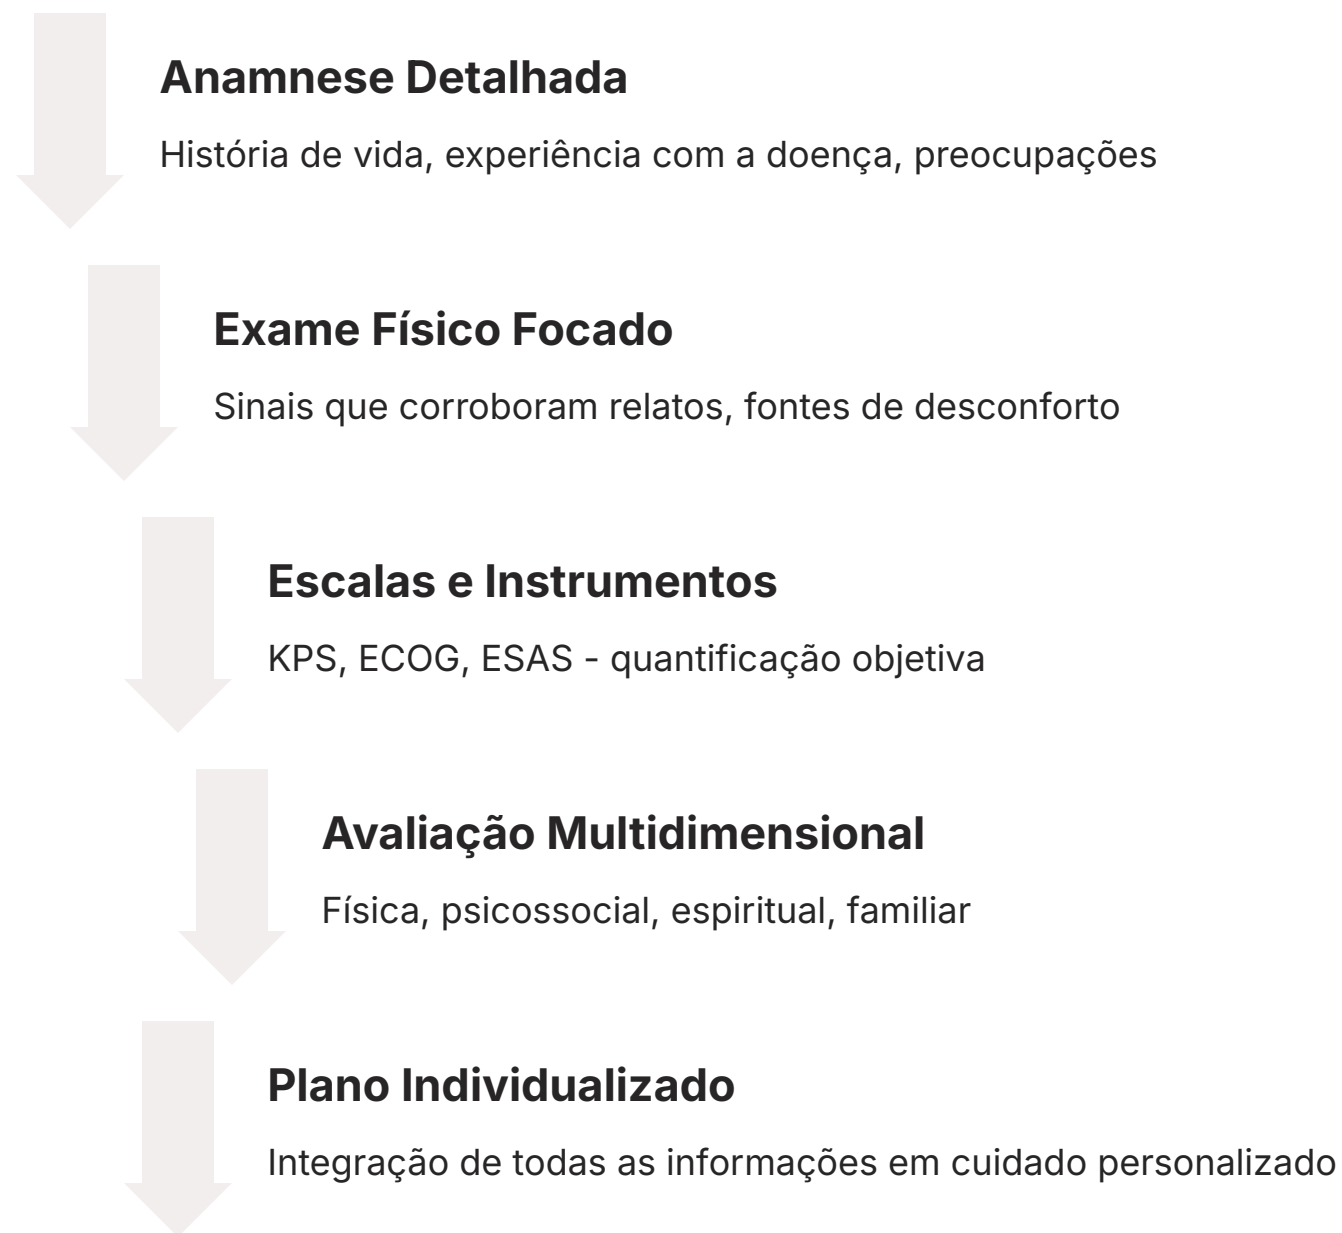 Anamnese Detalhada
História de vida, experiência com a doença, preocupações
Exame Físico Focado
Sinais que corroboram relatos, fontes de desconforto
Escalas e Instrumentos
KPS, ECOG, ESAS - quantificação objetiva
Avaliação Multidimensional
Física, psicossocial, espiritual, familiar
Plano Individualizado
Integração de todas as informações em cuidado personalizado